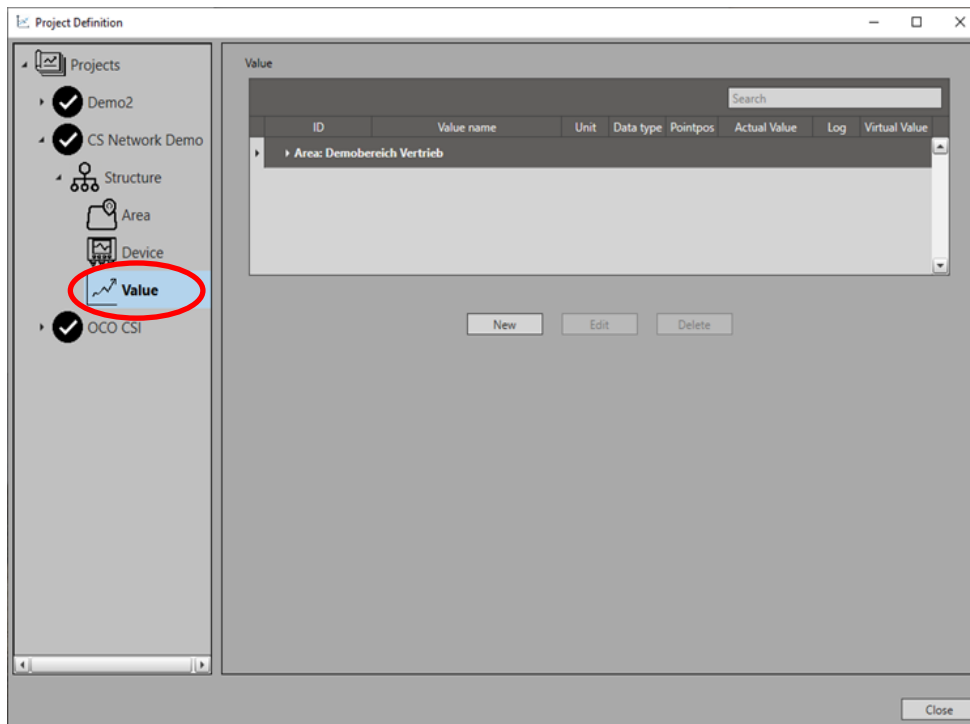 Project Definition
Projects
Demo2
CS Network Demo
Structure
Area
Device
Value
OCO CSI
Value
Search
ID Value name Unit Data type Pointpos Actual Value Log Virtual Value
Area: Demobereich Vertrieb
New Edit Delete
Close